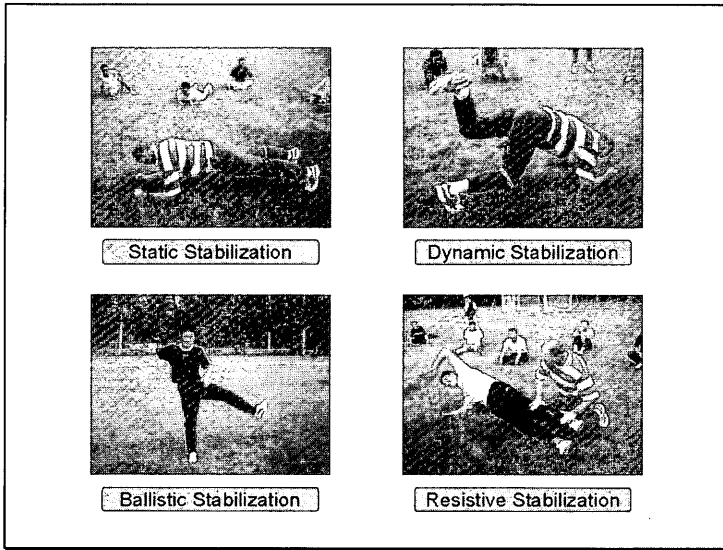 Static Stabilization
Dynamic Stabilization
Ballistic Stabilization
Resistive Stabilization